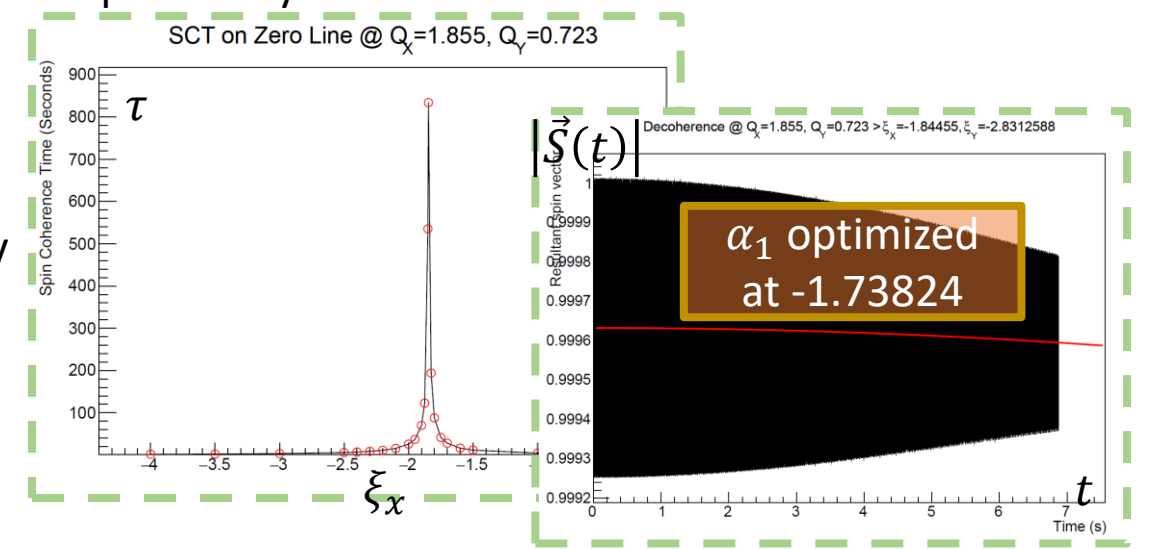 SCT on Zero Line @ Q_X=1.855, Q_Y=0.723
Spin Coherence Time (Seconds)
τ
900
800
700
600
500
400
300
200
100
−4
−3.5
−3
−2.5
−2
−1.5
ξ_x
Decoherence @ Q_X=1.855, Q_Y=0.723 > ξ_X=-1.84455, ξ_Y=-2.8312588
|S⃗(t)|
Resultant spin vector
1
0.9999
0.9998
0.9997
0.9996
0.9995
0.9994
0.9993
0.9992
α₁ optimized
at -1.73824
0
1
2
3
4
5
6
7
t
Time (s)